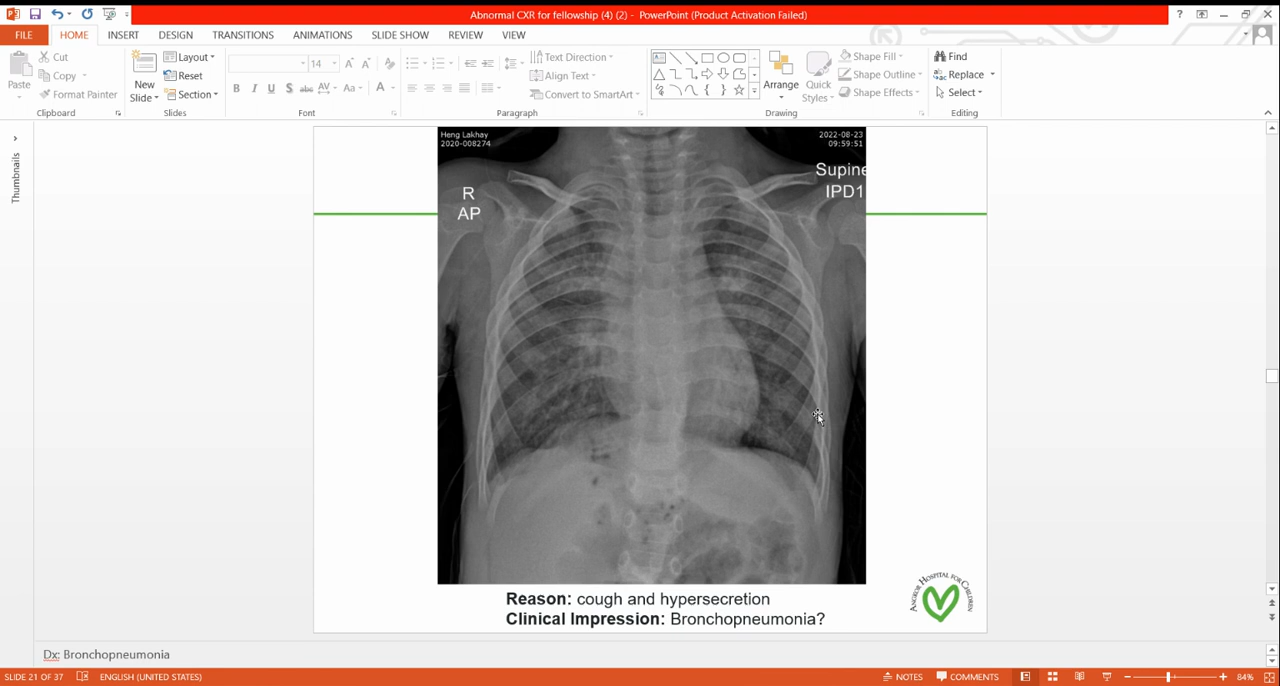 Abnormal CXR for fellowship (4) (2) - PowerPoint (Product Activation Failed)
FILE HOME INSERT DESIGN TRANSITIONS ANIMATIONS SLIDE SHOW REVIEW VIEW
Paste
Cut
Copy
Format Painter
Clipboard
New
Slide
Layout
Reset
Section
Slides
14
B I U S abc AV Aa A
Font
Text Direction
Align Text
Convert to SmartArt
Paragraph
Arrange
Quick
Styles
Shape Fill
Shape Outline
Shape Effects
Drawing
Find
Replace
Select
Editing
Thumbnails
Heng Lakhay
2020-008274
2022-08-23
09:59:51
Supine
IPD1
R
AP
Reason: cough and hypersecretion
Clinical Impression: Bronchopneumonia?
ANGKOR HOSPITAL FOR CHILDREN
Dx: Bronchopneumonia
SLIDE 21 OF 37 ENGLISH (UNITED STATES) NOTES COMMENTS 84%